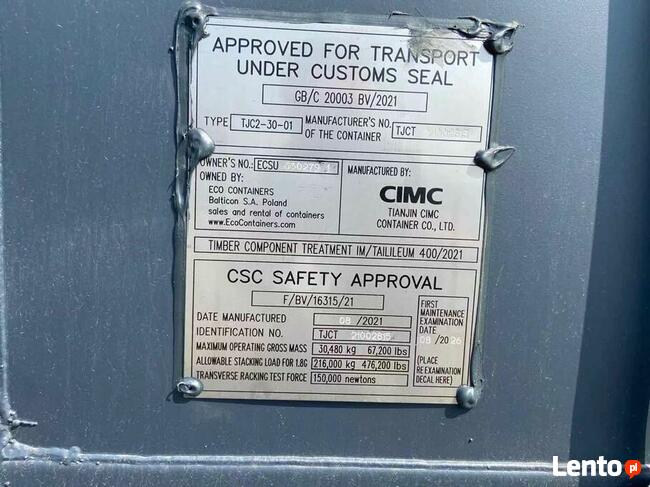 APPROVED FOR TRANSPORT
UNDER CUSTOMS SEAL
GB/C 20003 BV/2021
TYPE TJC2-30-01 MANUFACTURER'S NO. OF THE CONTAINER TJCT
OWNER'S NO.: ECSU
OWNED BY:
ECO CONTAINERS
Balticon S.A. Poland
sales and rental of containers
www.EcoContainers.com
MANUFACTURED BY:
CIMC
TIANJIN CIMC
CONTAINER CO., LTD.
TIMBER COMPONENT TREATMENT IM/TAILILEUM 400/2021
CSC SAFETY APPROVAL
F/BV/16315/21
DATE MANUFACTURED 08 /2021
IDENTIFICATION NO. TJCT 21002815
MAXIMUM OPERATING GROSS MASS 30,480 kg 67,200 lbs
ALLOWABLE STACKING LOAD FOR 1.8G 216,000 kg 476,200 lbs
TRANSVERSE RACKING TEST FORCE 150,000 newtons
FIRST
MAINTENANCE
EXAMINATION
DATE
08 /2026
(PLACE
RE EXAMINATION
DECAL HERE)
Lento.pl